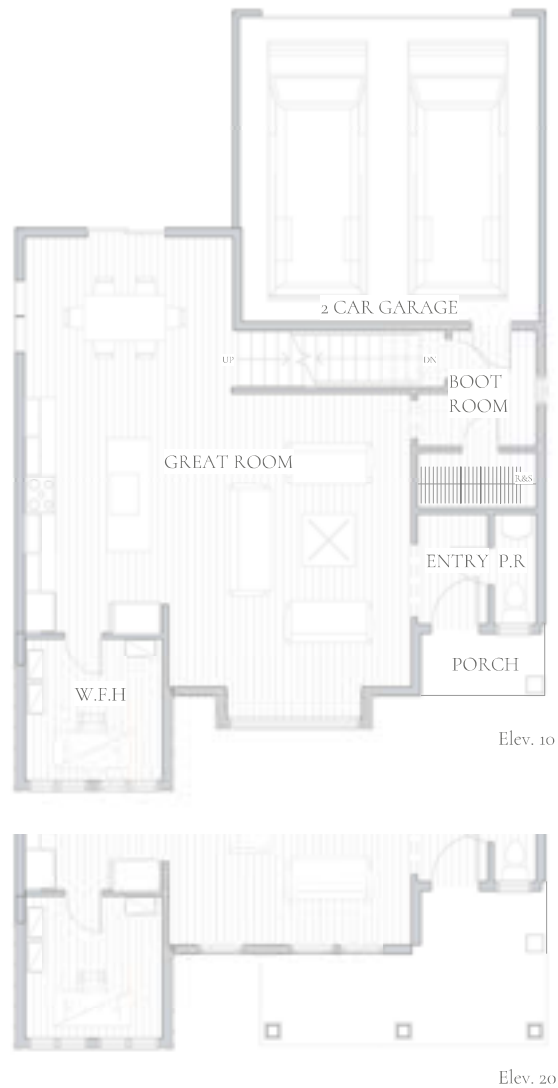 2 CAR GARAGE
UP
DN
BOOT
ROOM
GREAT ROOM
R&S
ENTRY P.R
PORCH
W.F.H
Elev. 10
Elev. 20